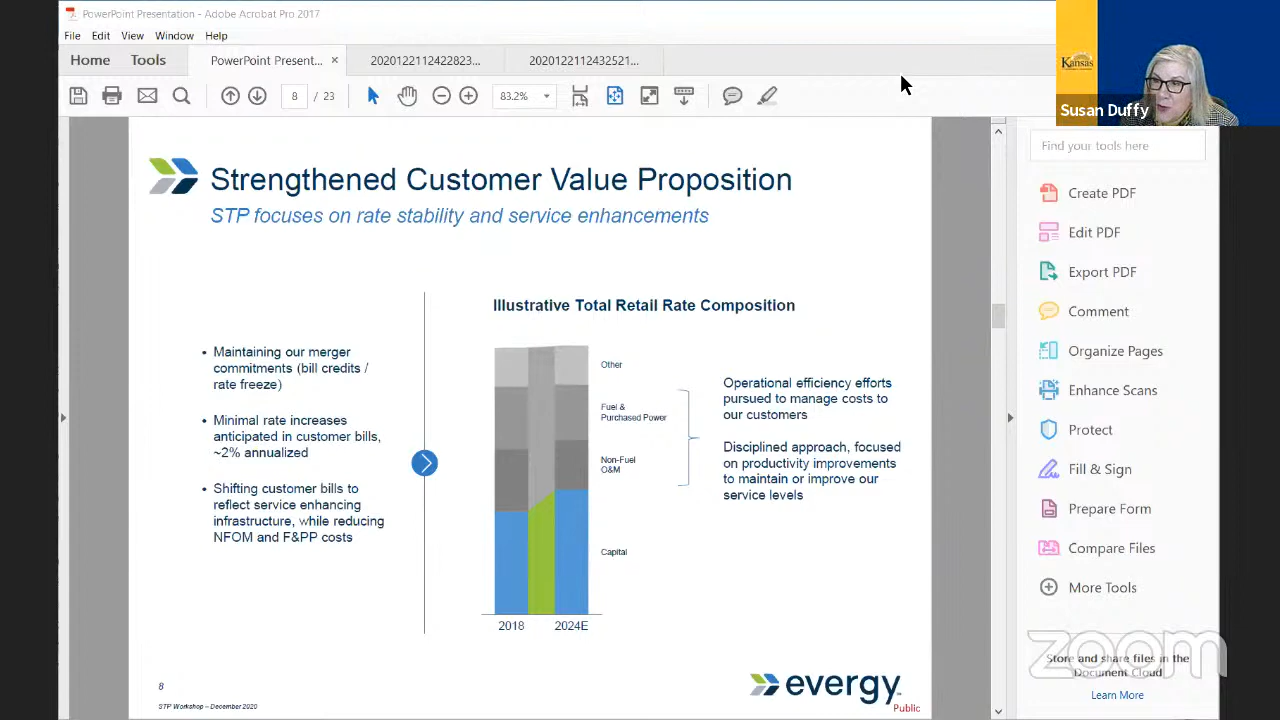 PowerPoint Presentation - Adobe Acrobat Pro 2017
File Edit View Window Help
Home Tools PowerPoint Present... × 2020122112422823... 2020122112432521...
8 / 23 83.2%
Kansas
Susan Duffy
Strengthened Customer Value Proposition
STP focuses on rate stability and service enhancements
• Maintaining our merger
commitments (bill credits /
rate freeze)
• Minimal rate increases
anticipated in customer bills,
~2% annualized
• Shifting customer bills to
reflect service enhancing
infrastructure, while reducing
NFOM and F&PP costs
Illustrative Total Retail Rate Composition
Other
Fuel &
Purchased Power
Non-Fuel
O&M
Capital
2018 2024E
Operational efficiency efforts
pursued to manage costs to
our customers
Disciplined approach, focused
on productivity improvements
to maintain or improve our
service levels
8
STP Workshop – December 2020
evergy
Public
Find your tools here
Create PDF
Edit PDF
Export PDF
Comment
Organize Pages
Enhance Scans
Protect
Fill & Sign
Prepare Form
Compare Files
More Tools
zoom
Store and share files in the
Document Cloud
Learn More